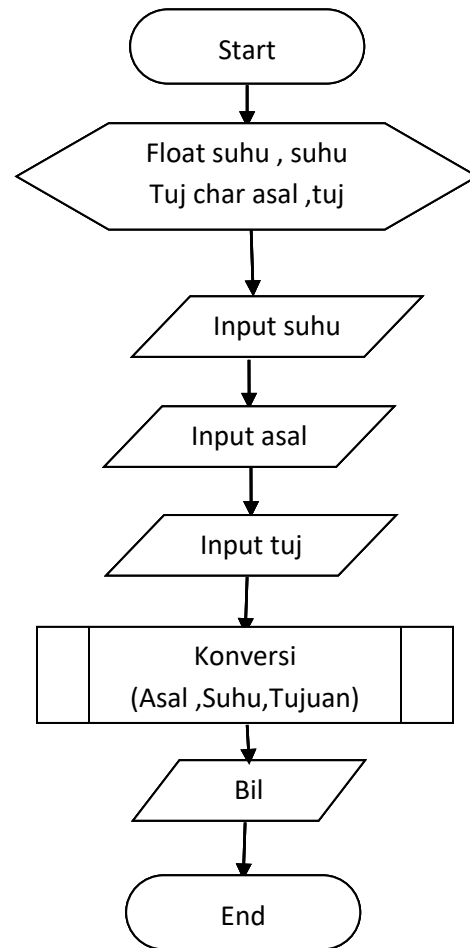 Start
Float suhu , suhu
Tuj char asal ,tuj
Input suhu
Input asal
Input tuj
Konversi
(Asal ,Suhu,Tujuan)
Bil
End